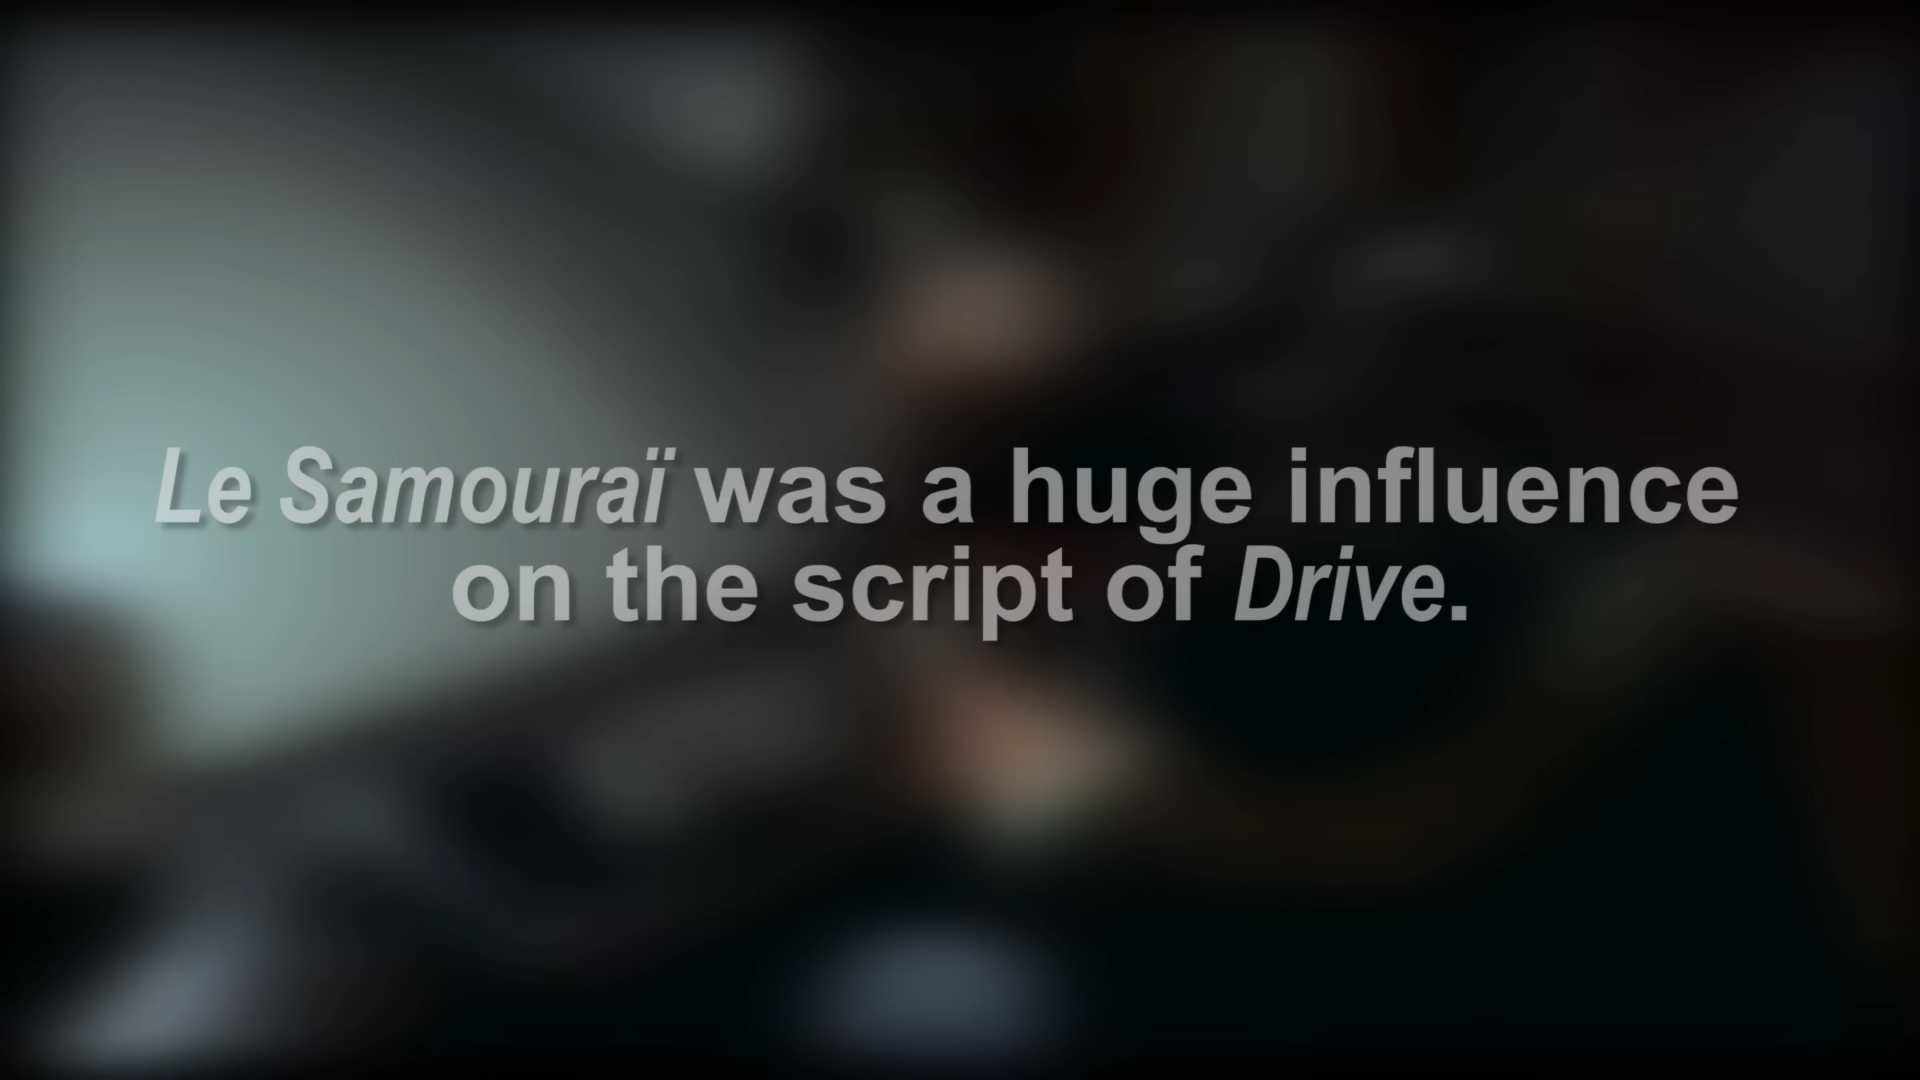 Le Samouraï was a huge influence
on the script of Drive.